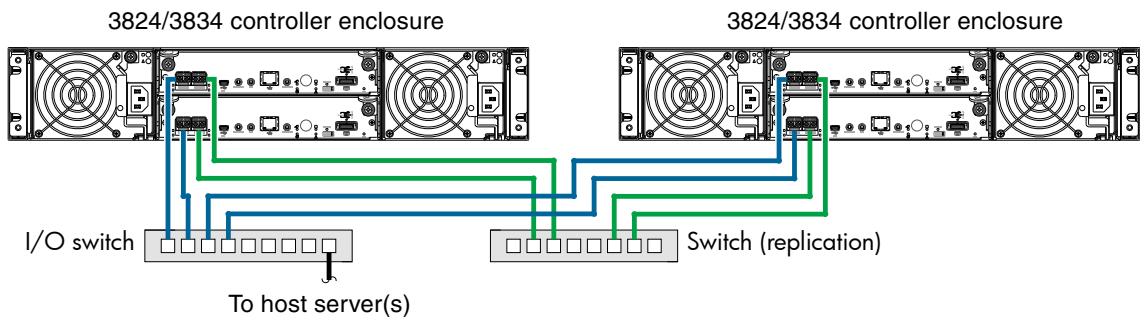 3824/3834 controller enclosure
3824/3834 controller enclosure
I/O switch
Switch (replication)
To host server(s)